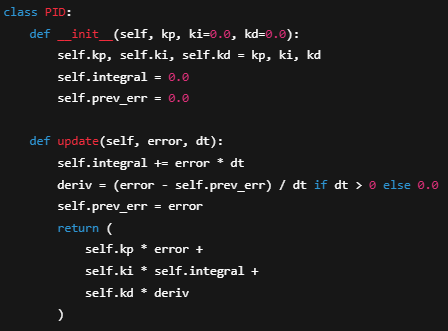 class PID:
    def __init__(self, kp, ki=0.0, kd=0.0):
        self.kp, self.ki, self.kd = kp, ki, kd
        self.integral = 0.0
        self.prev_err = 0.0

    def update(self, error, dt):
        self.integral += error * dt
        deriv = (error - self.prev_err) / dt if dt > 0 else 0.0
        self.prev_err = error
        return (
            self.kp * error +
            self.ki * self.integral +
            self.kd * deriv
        )